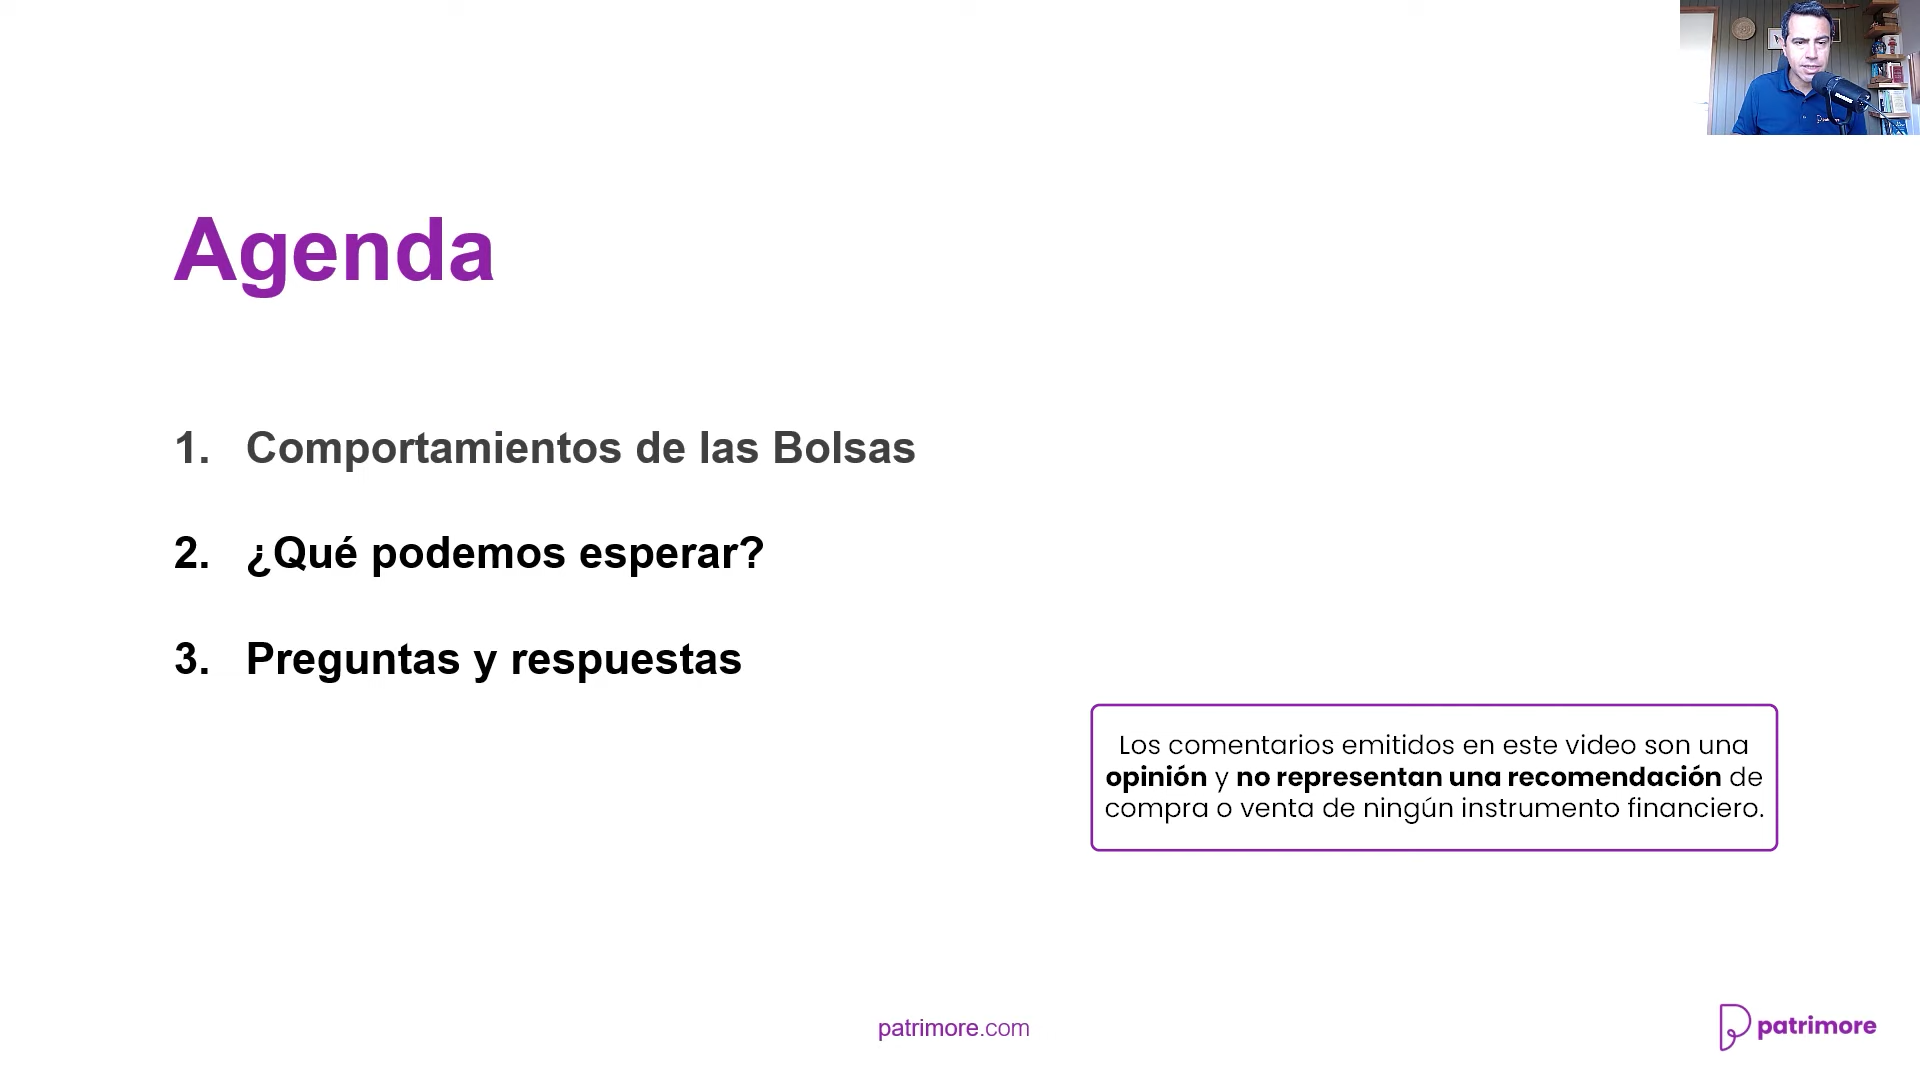 Agenda
1. Comportamientos de las Bolsas
2. ¿Qué podemos esperar?
3. Preguntas y respuestas
Los comentarios emitidos en este video son una
opinión y no representan una recomendación de
compra o venta de ningún instrumento financiero.
patrimore.com
patrimore